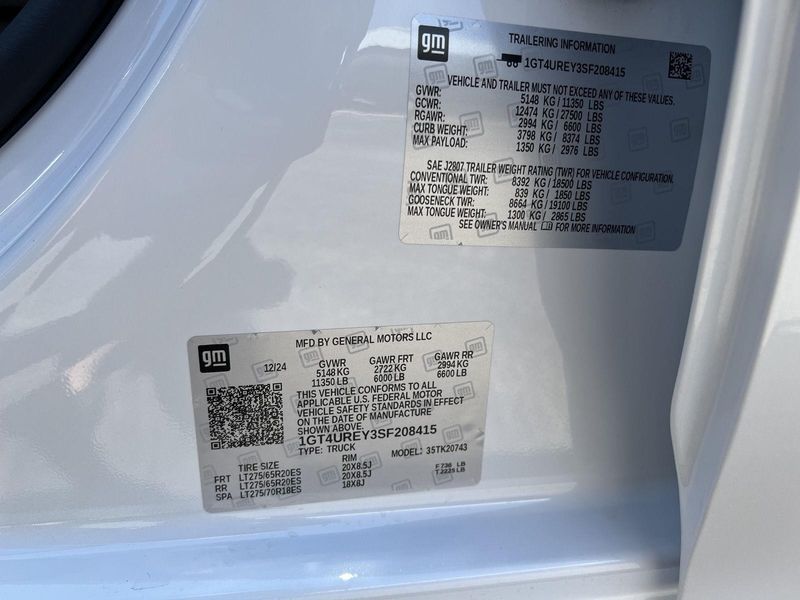 gm
TRAILERING INFORMATION
1GT4UREY3SF208415
VEHICLE AND TRAILER MUST NOT EXCEED ANY OF THESE VALUES.
GVWR: 5148 KG / 11350 LBS
GCWR: 12474 KG / 27500 LBS
RGAWR: 2994 KG / 6600 LBS
CURB WEIGHT: 3798 KG / 8374 LBS
MAX PAYLOAD: 1350 KG / 2976 LBS
SAE J2807 TRAILER WEIGHT RATING (TWR) FOR VEHICLE CONFIGURATION.
CONVENTIONAL TWR: 8392 KG / 18500 LBS
MAX TONGUE WEIGHT: 839 KG / 1850 LBS
GOOSENECK TWR: 8664 KG / 19100 LBS
MAX TONGUE WEIGHT: 1300 KG / 2865 LBS
SEE OWNER'S MANUAL FOR MORE INFORMATION
gm
MFD BY GENERAL MOTORS LLC
12/24 GVWR GAWR FRT GAWR RR
5148 KG 2722 KG 2994 KG
11350 LB 6000 LB 6600 LB
THIS VEHICLE CONFORMS TO ALL
APPLICABLE U.S. FEDERAL MOTOR
VEHICLE SAFETY STANDARDS IN EFFECT
ON THE DATE OF MANUFACTURE
SHOWN ABOVE.
1GT4UREY3SF208415
TYPE: TRUCK MODEL: 35TK20743
TIRE SIZE RIM
FRT LT275/65R20ES 20X8.5J F 736 LB
RR LT275/65R20ES 20X8.5J T 2225 LB
SPA LT275/70R18ES 18X8J